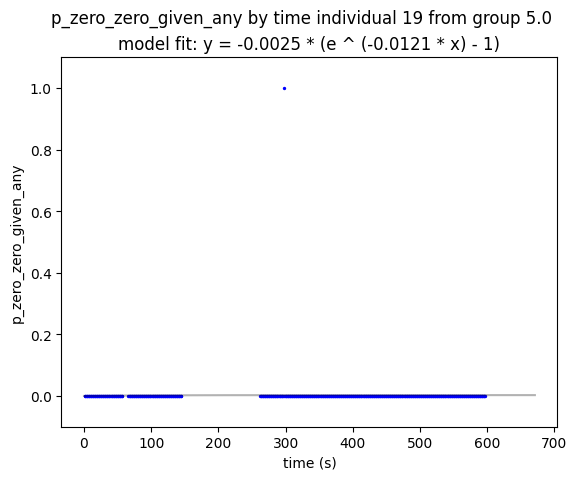 p_zero_zero_given_any by time individual 19 from group 5.0
model fit: y = -0.0025 * (e ^ (-0.0121 * x) - 1)
p_zero_zero_given_any
1.0
0.8
0.6
0.4
0.2
0.0
0 100 200 300 400 500 600 700
time (s)